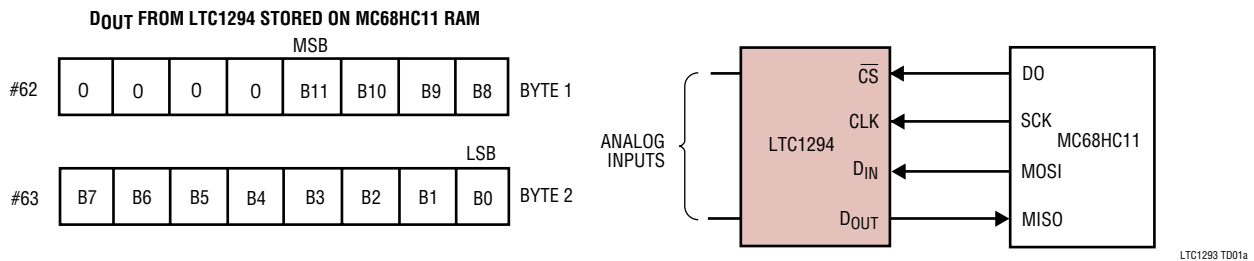 DOUT FROM LTC1294 STORED ON MC68HC11 RAM
MSB
#62 0 0 0 0 B11 B10 B9 B8 BYTE 1
LSB
#63 B7 B6 B5 B4 B3 B2 B1 B0 BYTE 2
ANALOG
INPUTS
LTC1294
CS
CLK
DIN
DOUT
DO
SCK
MC68HC11
MOSI
MISO
LTC1293 TD01a